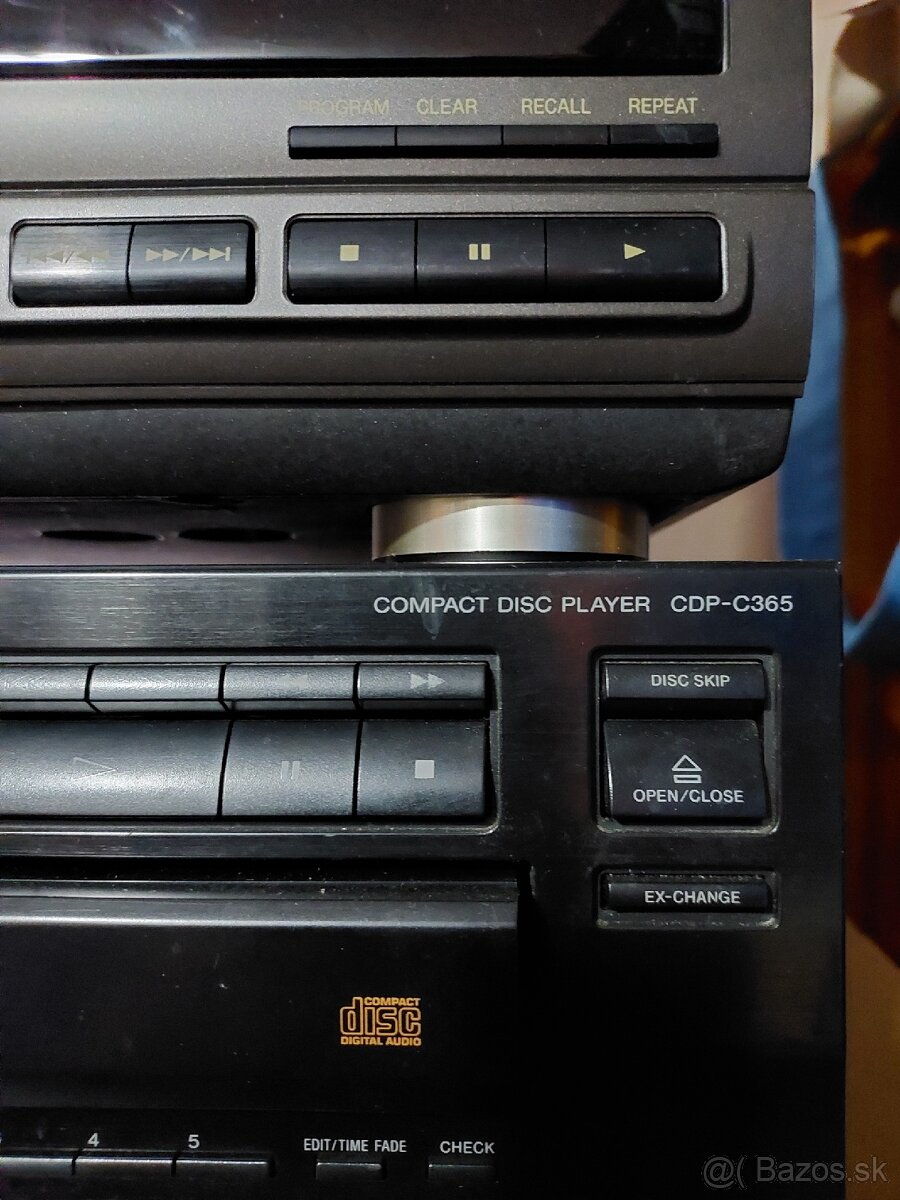 PROGRAM CLEAR RECALL REPEAT
COMPACT DISC PLAYER CDP-C365
DISC SKIP
OPEN/CLOSE
EX-CHANGE
COMPACT
disc
DIGITAL AUDIO
4 5
EDIT/TIME FADE CHECK
@( Bazos.sk